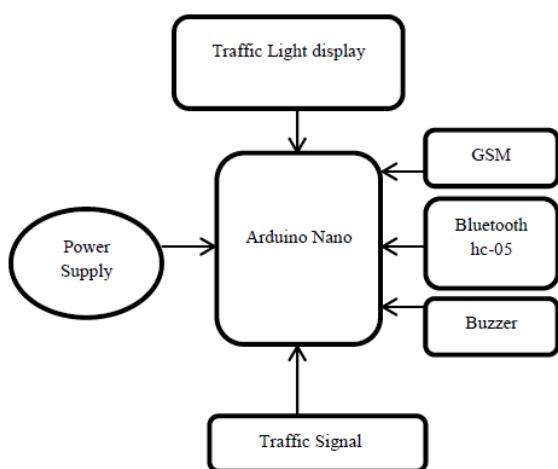 Traffic Light display
GSM
Arduino Nano
Bluetooth
hc-05
Power
Supply
Buzzer
Traffic Signal